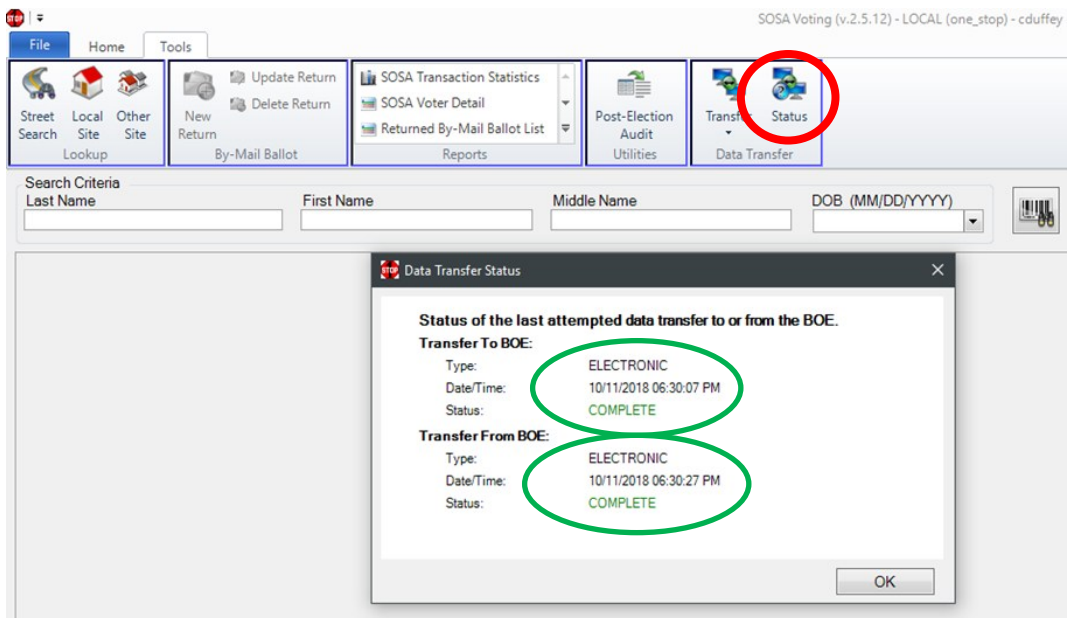 STOP
SOSA Voting (v.2.5.12) - LOCAL (one_stop) - cduffey
File Home Tools
Street Search
Local Site
Other Site
Lookup
New Return
Update Return
Delete Return
By-Mail Ballot
SOSA Transaction Statistics
SOSA Voter Detail
Returned By-Mail Ballot List
Reports
Post-Election Audit
Utilities
Transfer
Status
Data Transfer
Search Criteria
Last Name First Name Middle Name DOB (MM/DD/YYYY)
STOP Data Transfer Status
Status of the last attempted data transfer to or from the BOE.
Transfer To BOE:
Type: ELECTRONIC
Date/Time: 10/11/2018 06:30:07 PM
Status: COMPLETE
Transfer From BOE:
Type: ELECTRONIC
Date/Time: 10/11/2018 06:30:27 PM
Status: COMPLETE
OK